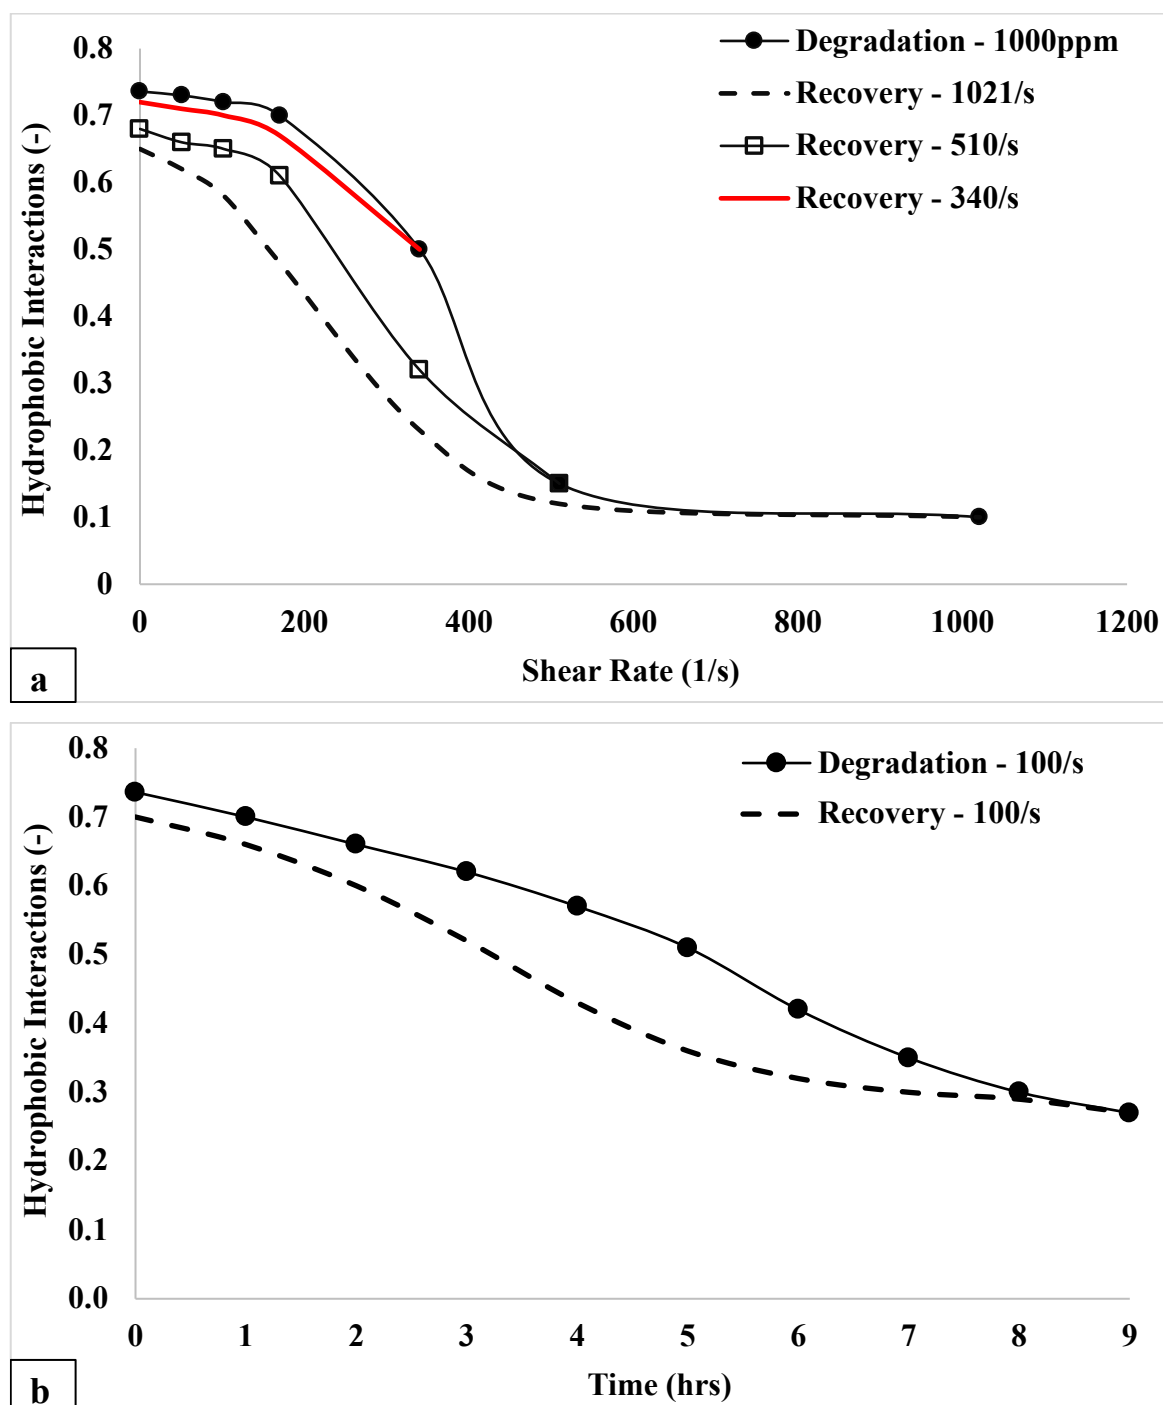 Degradation - 1000ppm
Recovery - 1021/s
Recovery - 510/s
Recovery - 340/s
Hydrophobic Interactions (-)
0.8
0.7
0.6
0.5
0.4
0.3
0.2
0.1
0
0 200 400 600 800 1000 1200
Shear Rate (1/s)
a
Degradation - 100/s
Recovery - 100/s
Hydrophobic Interactions (-)
0.8
0.7
0.6
0.5
0.4
0.3
0.2
0.1
0.0
0 1 2 3 4 5 6 7 8 9
Time (hrs)
b